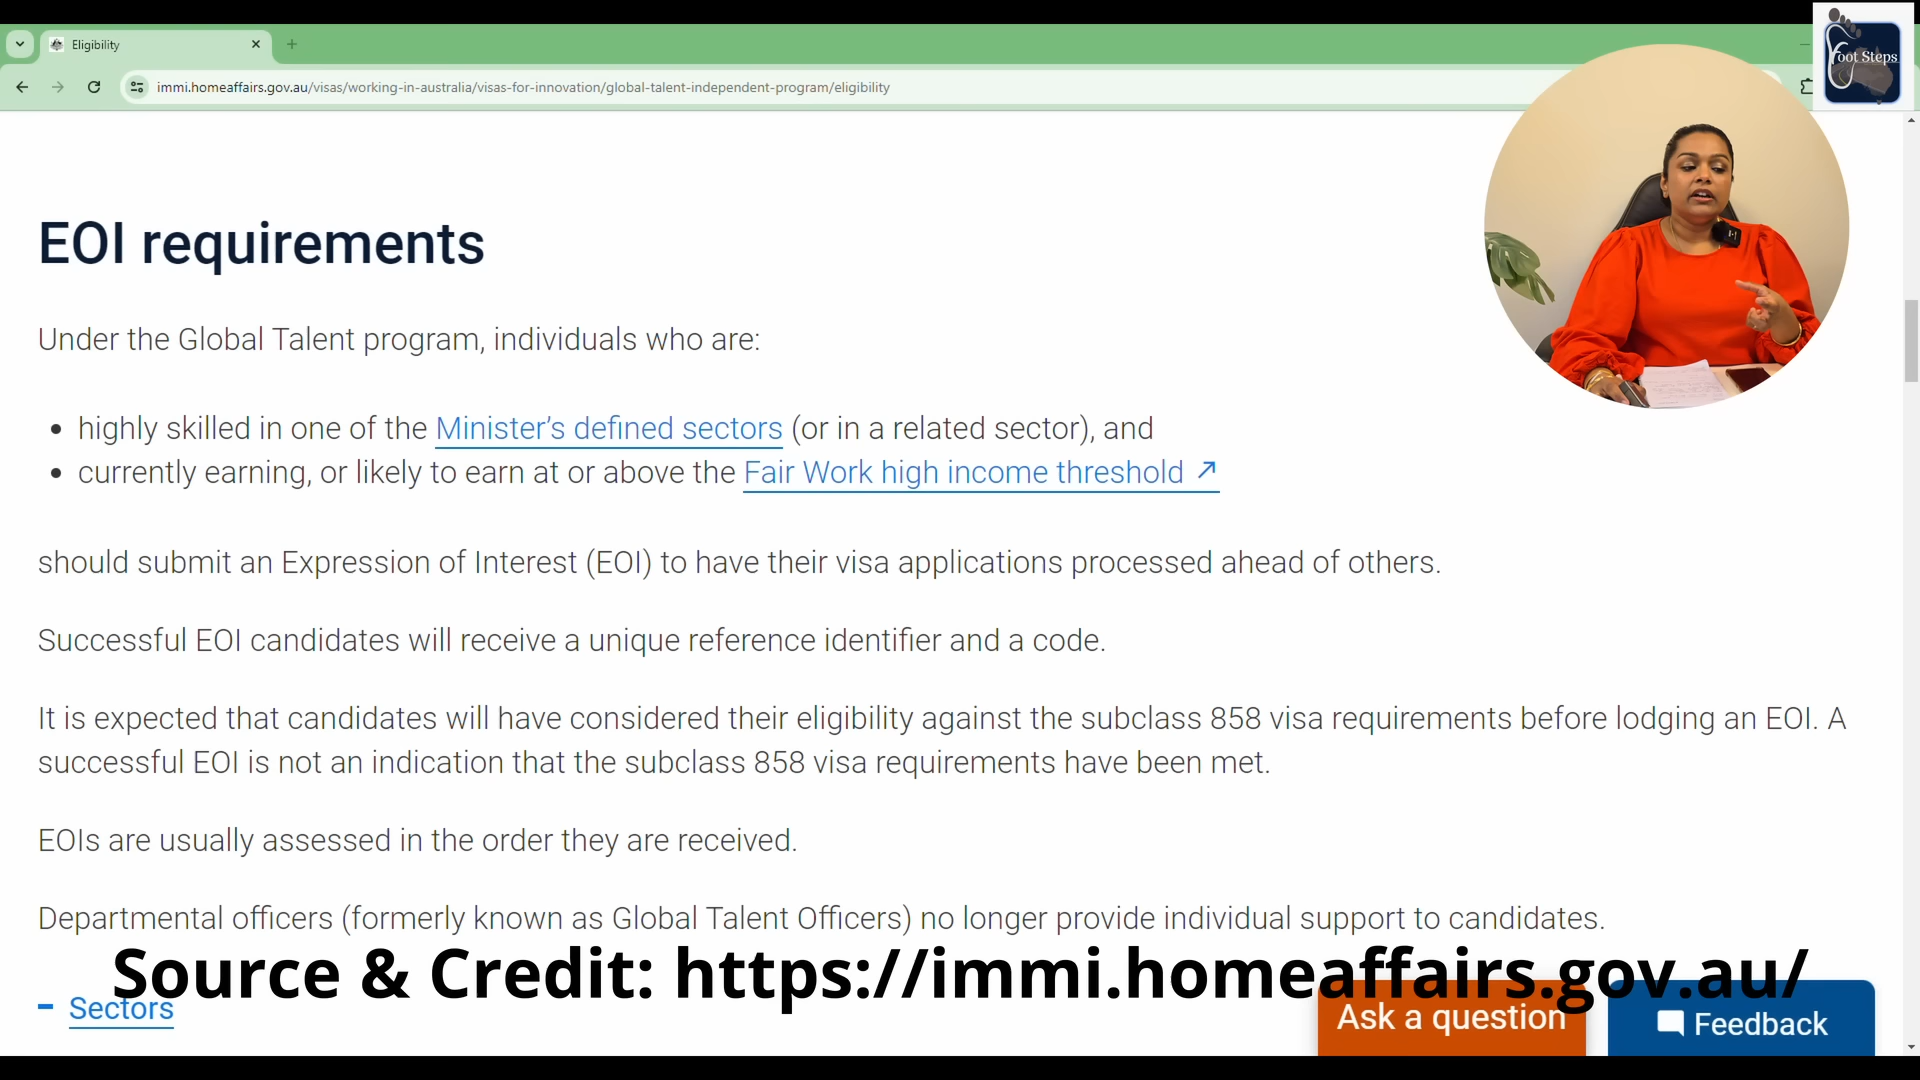 Eligibility
immi.homeaffairs.gov.au/visas/working-in-australia/visas-for-innovation/global-talent-independent-program/eligibility
Foot Steps
EOI requirements
Under the Global Talent program, individuals who are:
• highly skilled in one of the Minister’s defined sectors (or in a related sector), and
• currently earning, or likely to earn at or above the Fair Work high income threshold ↗
should submit an Expression of Interest (EOI) to have their visa applications processed ahead of others.
Successful EOI candidates will receive a unique reference identifier and a code.
It is expected that candidates will have considered their eligibility against the subclass 858 visa requirements before lodging an EOI. A
successful EOI is not an indication that the subclass 858 visa requirements have been met.
EOIs are usually assessed in the order they are received.
Departmental officers (formerly known as Global Talent Officers) no longer provide individual support to candidates.
Source & Credit: https://immi.homeaffairs.gov.au/
Sectors
Ask a question
Feedback